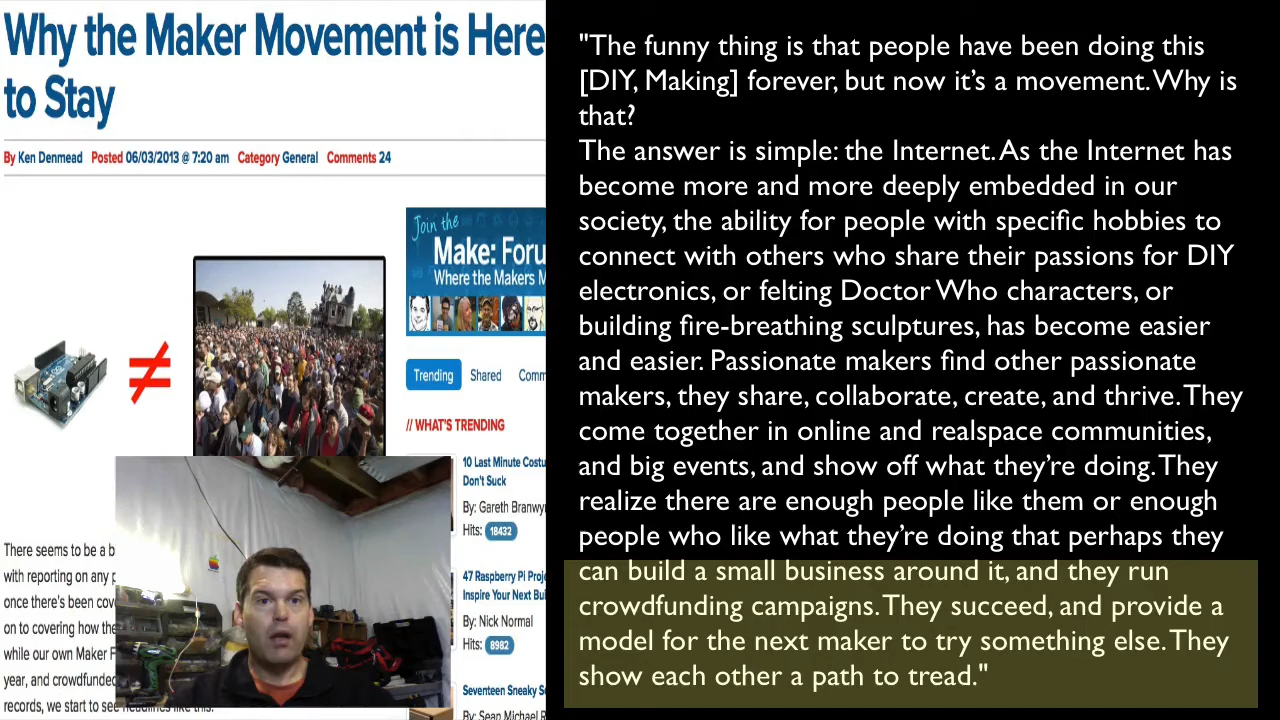 Why the Maker Movement is Here
to Stay
By Ken Denmead Posted 06/03/2013 @ 7:20 am Category General Comments 24
Join the
Make: Foru
Where the Makers M
Trending Shared Comm
// WHAT'S TRENDING
10 Last Minute Costu
Don't Suck
By: Gareth Branwyn
Hits: 18432
47 Raspberry Pi Proje
Inspire Your Next Bui
By: Nick Normal
Hits: 8982
Seventeen Sneaky S
By: Sean Michael R
There seems to be a b
with reporting on any p
once there's been cov
on to covering how the
while our own Maker F
year, and crowdfunded
records, we start to see headlines like this:
"The funny thing is that people have been doing this
[DIY, Making] forever, but now it's a movement. Why is
that?
The answer is simple: the Internet. As the Internet has
become more and more deeply embedded in our
society, the ability for people with specific hobbies to
connect with others who share their passions for DIY
electronics, or felting Doctor Who characters, or
building fire-breathing sculptures, has become easier
and easier. Passionate makers find other passionate
makers, they share, collaborate, create, and thrive. They
come together in online and realspace communities,
and big events, and show off what they're doing. They
realize there are enough people like them or enough
people who like what they're doing that perhaps they
can build a small business around it, and they run
crowdfunding campaigns. They succeed, and provide a
model for the next maker to try something else. They
show each other a path to tread."